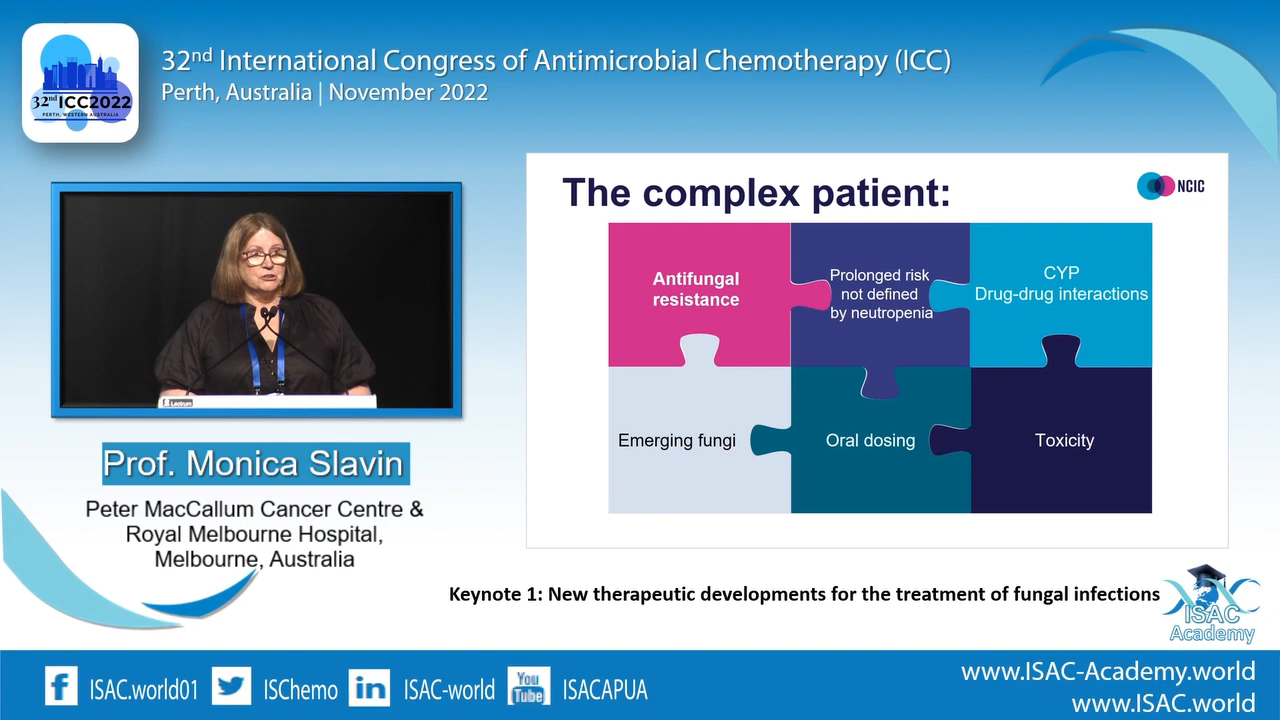 32nd International Congress of Antimicrobial Chemotherapy (ICC)
Perth, Australia | November 2022
32nd ICC2022
PERTH, WESTERN AUSTRALIA
The complex patient:
NCIC
Antifungal
resistance
Prolonged risk
not defined
by neutropenia
CYP
Drug-drug interactions
Emerging fungi
Oral dosing
Toxicity
Lectrum
Prof. Monica Slavin
Peter MacCallum Cancer Centre &
Royal Melbourne Hospital,
Melbourne, Australia
Keynote 1: New therapeutic developments for the treatment of fungal infections
ISAC
Academy
ISAC.world01
ISChemo
in
ISAC-world
You
Tube
ISACAPUA
www.ISAC-Academy.world
www.ISAC.world